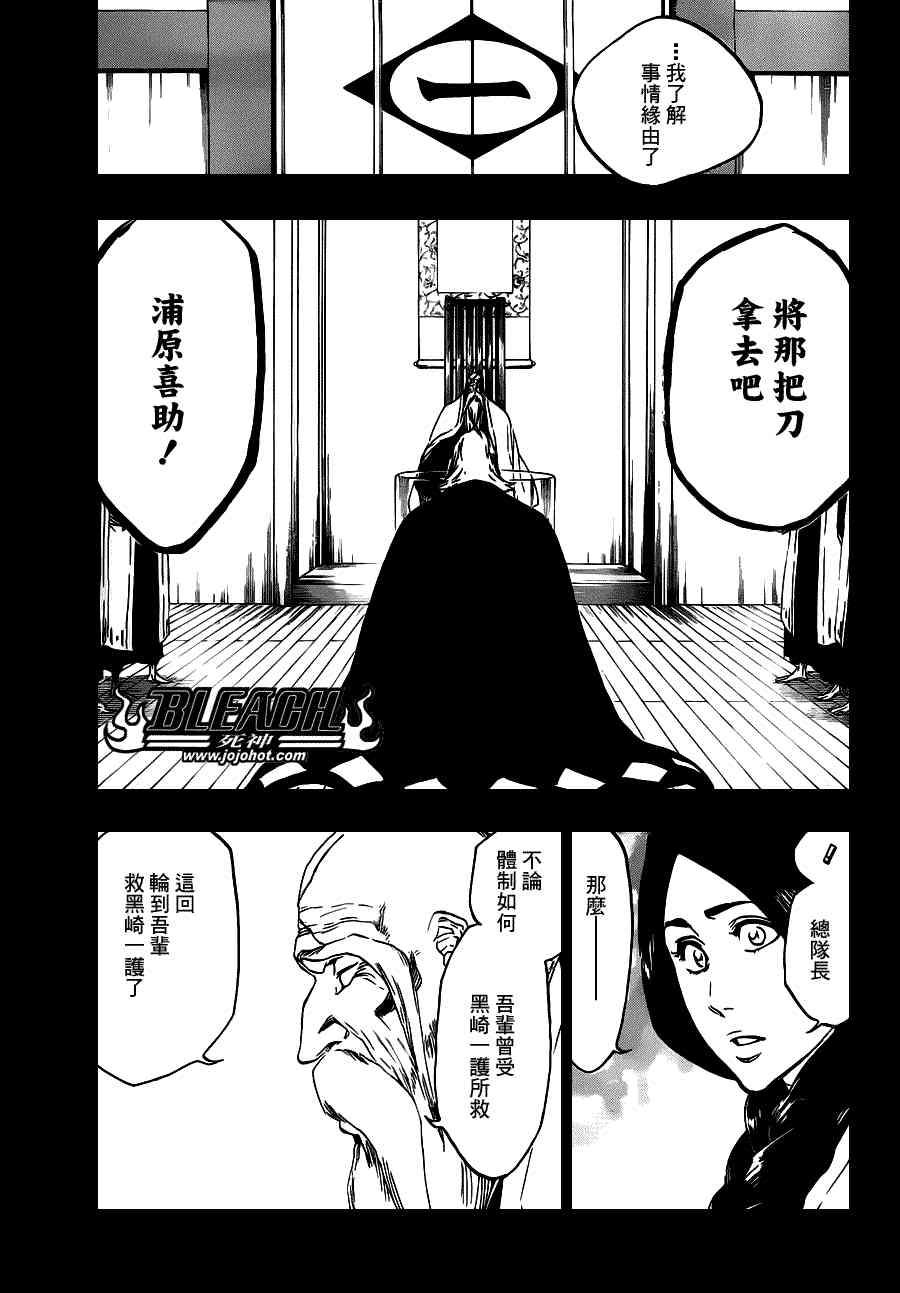 一
…我了解
事情緣由了
將那把刀
拿去吧
浦原喜助！
BLEACH
死神
www.jojohot.com
！
總隊長
那麼——
不論
體制如何
吾輩曾受
黑崎一護所救
這回
輪到吾輩
救黑崎一護了